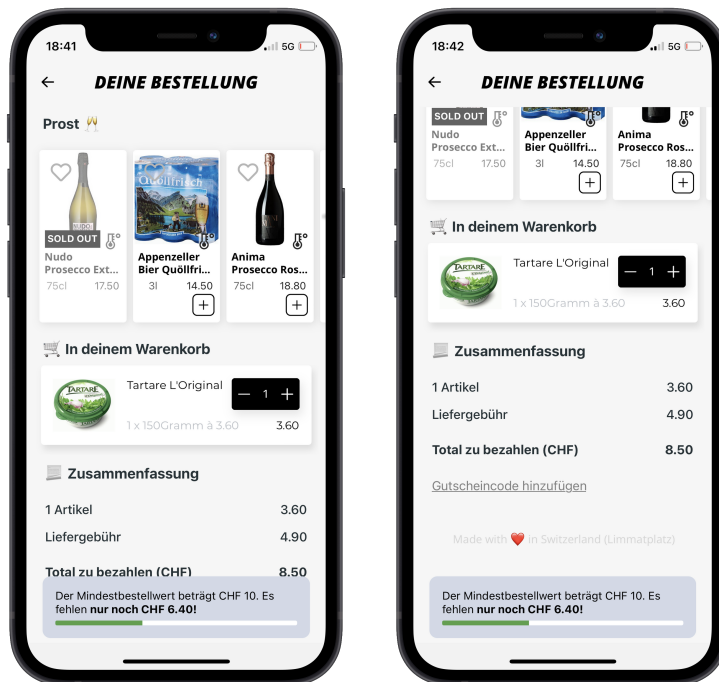 18:41
5G
DEINE BESTELLUNG
Prost 🥂
SOLD OUT
Nudo
Prosecco Ext...
75cl 17.50
Quöllfrisch
Appenzeller
Bier Quöllfri...
3l 14.50
Anima
Prosecco Ros...
75cl 18.80
🛒 In deinem Warenkorb
TARTARE
Tartare L'Original
1
1 x 150Gramm à 3.60 3.60
Zusammenfassung
1 Artikel 3.60
Liefergebühr 4.90
Total zu bezahlen (CHF) 8.50
Der Mindestbestellwert beträgt CHF 10. Es
fehlen nur noch CHF 6.40!
18:42
5G
DEINE BESTELLUNG
SOLD OUT
Nudo
Prosecco Ext...
75cl 17.50
Appenzeller
Bier Quöllfri...
3l 14.50
Anima
Prosecco Ros...
75cl 18.80
🛒 In deinem Warenkorb
TARTARE
Tartare L'Original
1
1 x 150Gramm à 3.60 3.60
Zusammenfassung
1 Artikel 3.60
Liefergebühr 4.90
Total zu bezahlen (CHF) 8.50
Gutscheincode hinzufügen
Made with ❤️ in Switzerland (Limmatplatz)
Der Mindestbestellwert beträgt CHF 10. Es
fehlen nur noch CHF 6.40!